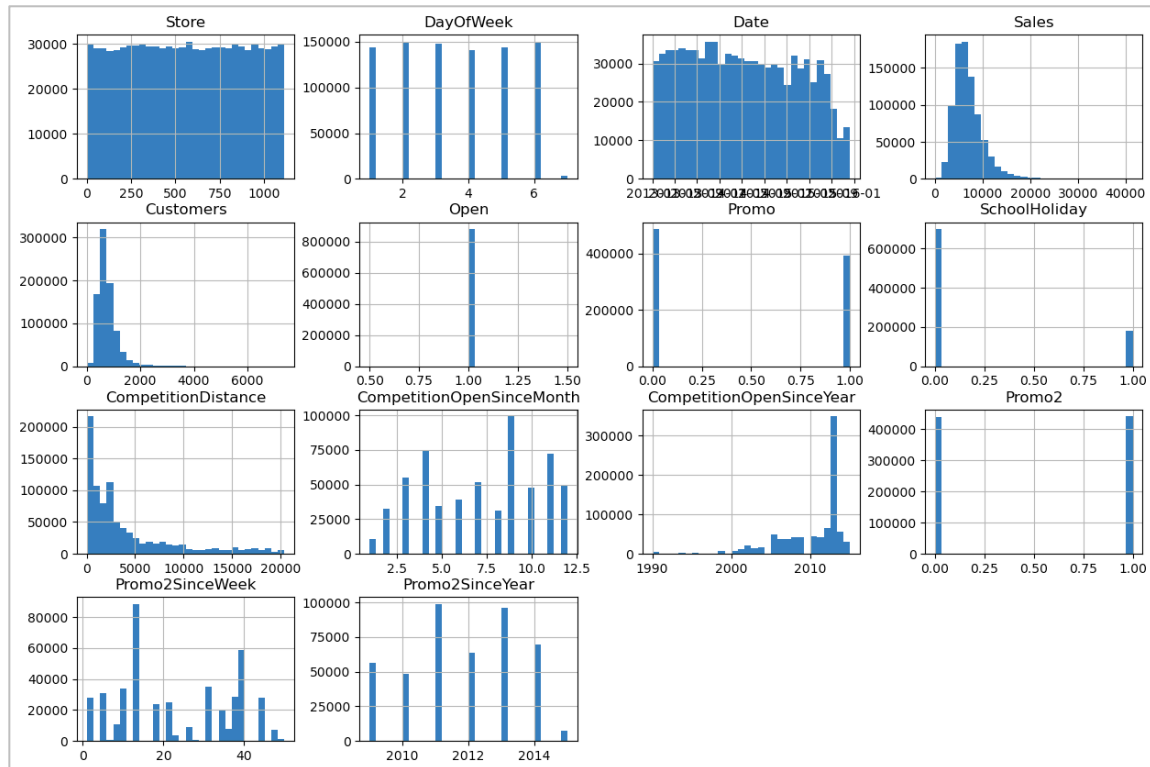 Store
30000
20000
10000
0
0 250 500 750 1000
DayOfWeek
150000
100000
50000
0
2 4 6
Date
30000
20000
10000
0
Sales
150000
100000
50000
0
0 10000 20000 30000 40000
Customers
300000
200000
100000
0
0 2000 4000 6000
Open
800000
600000
400000
200000
0
0.50 0.75 1.00 1.25 1.50
Promo
400000
200000
0
0.00 0.25 0.50 0.75 1.00
SchoolHoliday
600000
400000
200000
0
0.00 0.25 0.50 0.75 1.00
CompetitionDistance
200000
150000
100000
50000
0
0 5000 10000 15000 20000
CompetitionOpenSinceMonth
100000
75000
50000
25000
0
2.5 5.0 7.5 10.0 12.5
CompetitionOpenSinceYear
300000
200000
100000
0
1990 2000 2010
Promo2
400000
300000
200000
100000
0
0.00 0.25 0.50 0.75 1.00
Promo2SinceWeek
80000
60000
40000
20000
0
0 20 40
Promo2SinceYear
100000
75000
50000
25000
0
2010 2012 2014